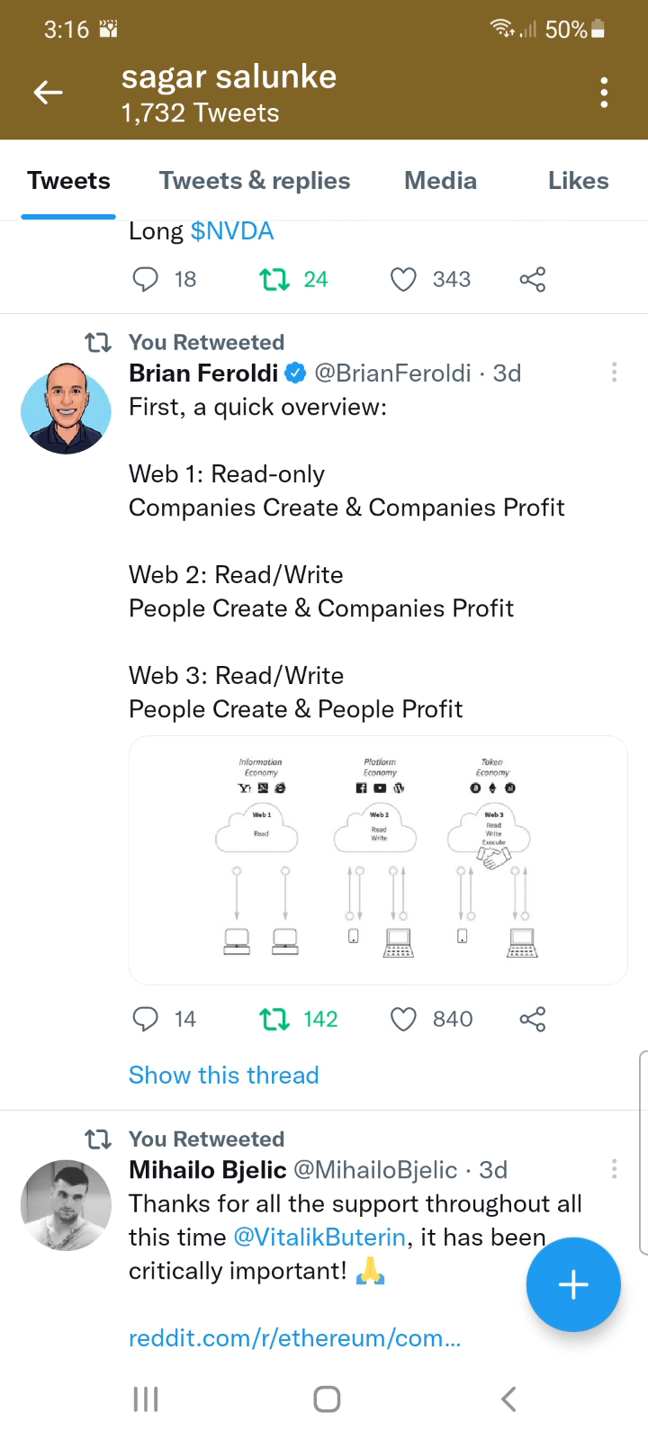 3:16 50%
sagar salunke
1,732 Tweets
Tweets Tweets & replies Media Likes
Long $NVDA
18 24 343
You Retweeted
Brian Feroldi @BrianFeroldi · 3d
First, a quick overview:
Web 1: Read-only
Companies Create & Companies Profit
Web 2: Read/Write
People Create & Companies Profit
Web 3: Read/Write
People Create & People Profit
Information Economy
Web 1
Read
Platform Economy
Web 2
Read
Write
Token Economy
Web 3
Read
Write
Execute
14 142 840
Show this thread
You Retweeted
Mihailo Bjelic @MihailoBjelic · 3d
Thanks for all the support throughout all
this time @VitalikButerin, it has been
critically important! 🙏
reddit.com/r/ethereum/com...